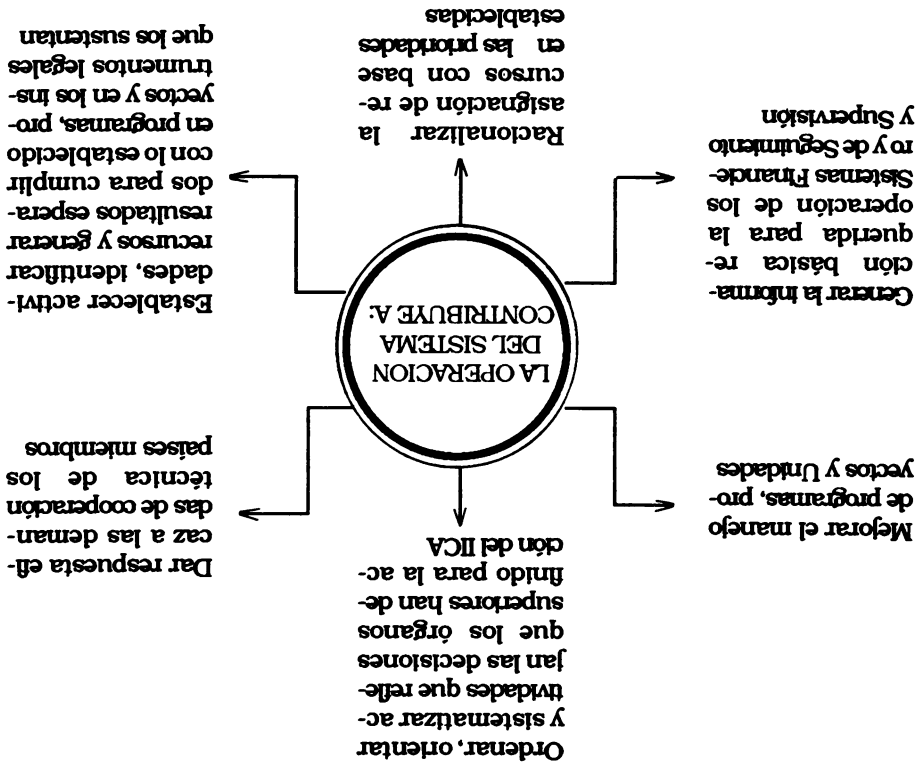 Ordenar, orientar
y sistematizar ac-
tividades que refle-
jan las decisiones
que los órganos
superiores han de-
finido para la ac-
ción del IICA
Mejorar el manejo
de programas, pro-
yectos y Unidades
Dar respuesta efi-
caz a las deman-
das de cooperación
técnica de los
países miembros
LA OPERACION
DEL SISTEMA
CONTRIBUYE A:
Generar la informa-
ción básica re-
querida para la
operación de los
Sistemas Financie-
ro y de Seguimiento
y Supervisión
Establecer activi-
dades, identificar
recursos y generar
resultados espera-
dos para cumplir
con lo establecido
en programas, pro-
yectos y en los ins-
trumentos legales
que los sustentan
Racionalizar la
asignación de re-
cursos con base
en las prioridades
establecidas